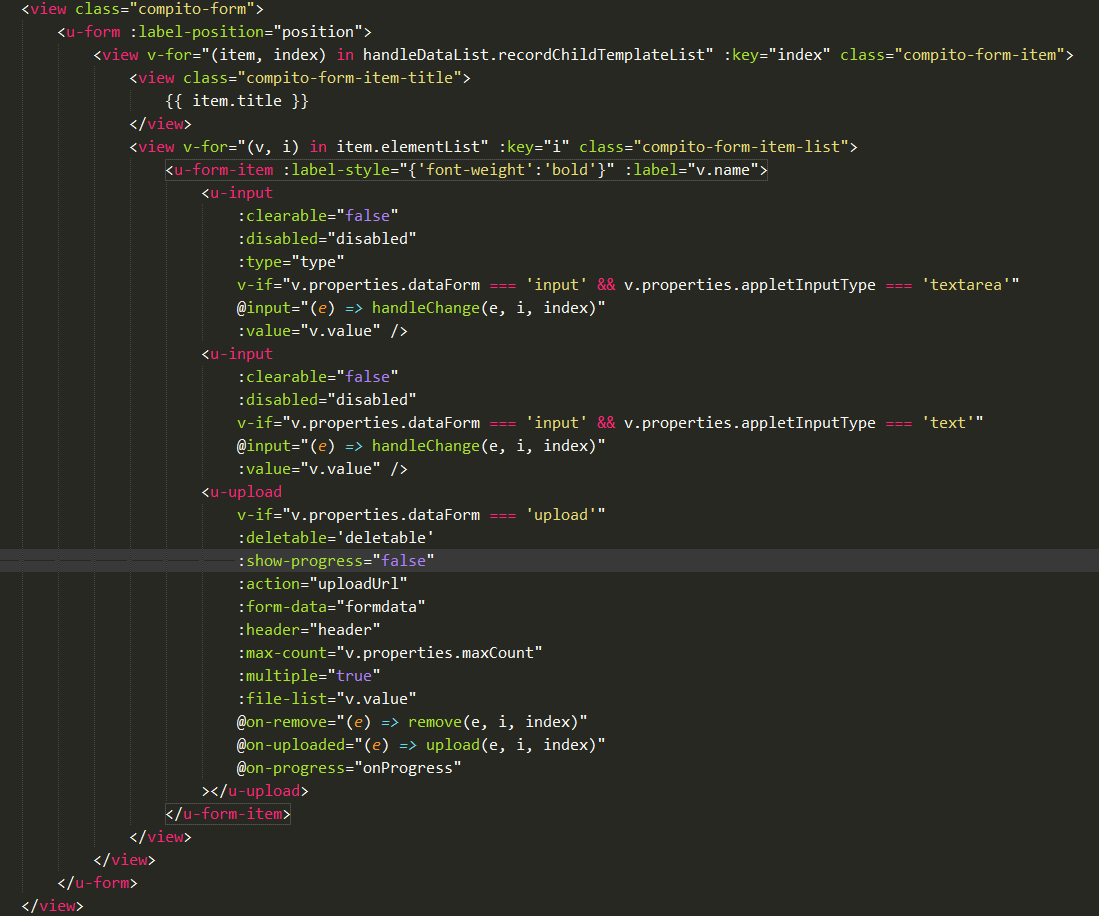 <view class="compito-form">
<u-form :label-position="position">
<view v-for="(item, index) in handleDataList.recordChildTemplateList" :key="index" class="compito-form-item">
<view class="compito-form-item-title">
{{ item.title }}
</view>
<view v-for="(v, i) in item.elementList" :key="i" class="compito-form-item-list">
<u-form-item :label-style="{'font-weight':'bold'}" :label="v.name">
<u-input
:clearable="false"
:disabled="disabled"
:type="type"
v-if="v.properties.dataForm === 'input' && v.properties.appletInputType === 'textarea'"
@input="(e) => handleChange(e, i, index)"
:value="v.value" />
<u-input
:clearable="false"
:disabled="disabled"
v-if="v.properties.dataForm === 'input' && v.properties.appletInputType === 'text'"
@input="(e) => handleChange(e, i, index)"
:value="v.value" />
<u-upload
v-if="v.properties.dataForm === 'upload'"
:deletable='deletable'
:show-progress="false"
:action="uploadUrl"
:form-data="formdata"
:header="header"
:max-count="v.properties.maxCount"
:multiple="true"
:file-list="v.value"
@on-remove="(e) => remove(e, i, index)"
@on-uploaded="(e) => upload(e, i, index)"
@on-progress="onProgress"
></u-upload>
</u-form-item>
</view>
</view>
</u-form>
</view>